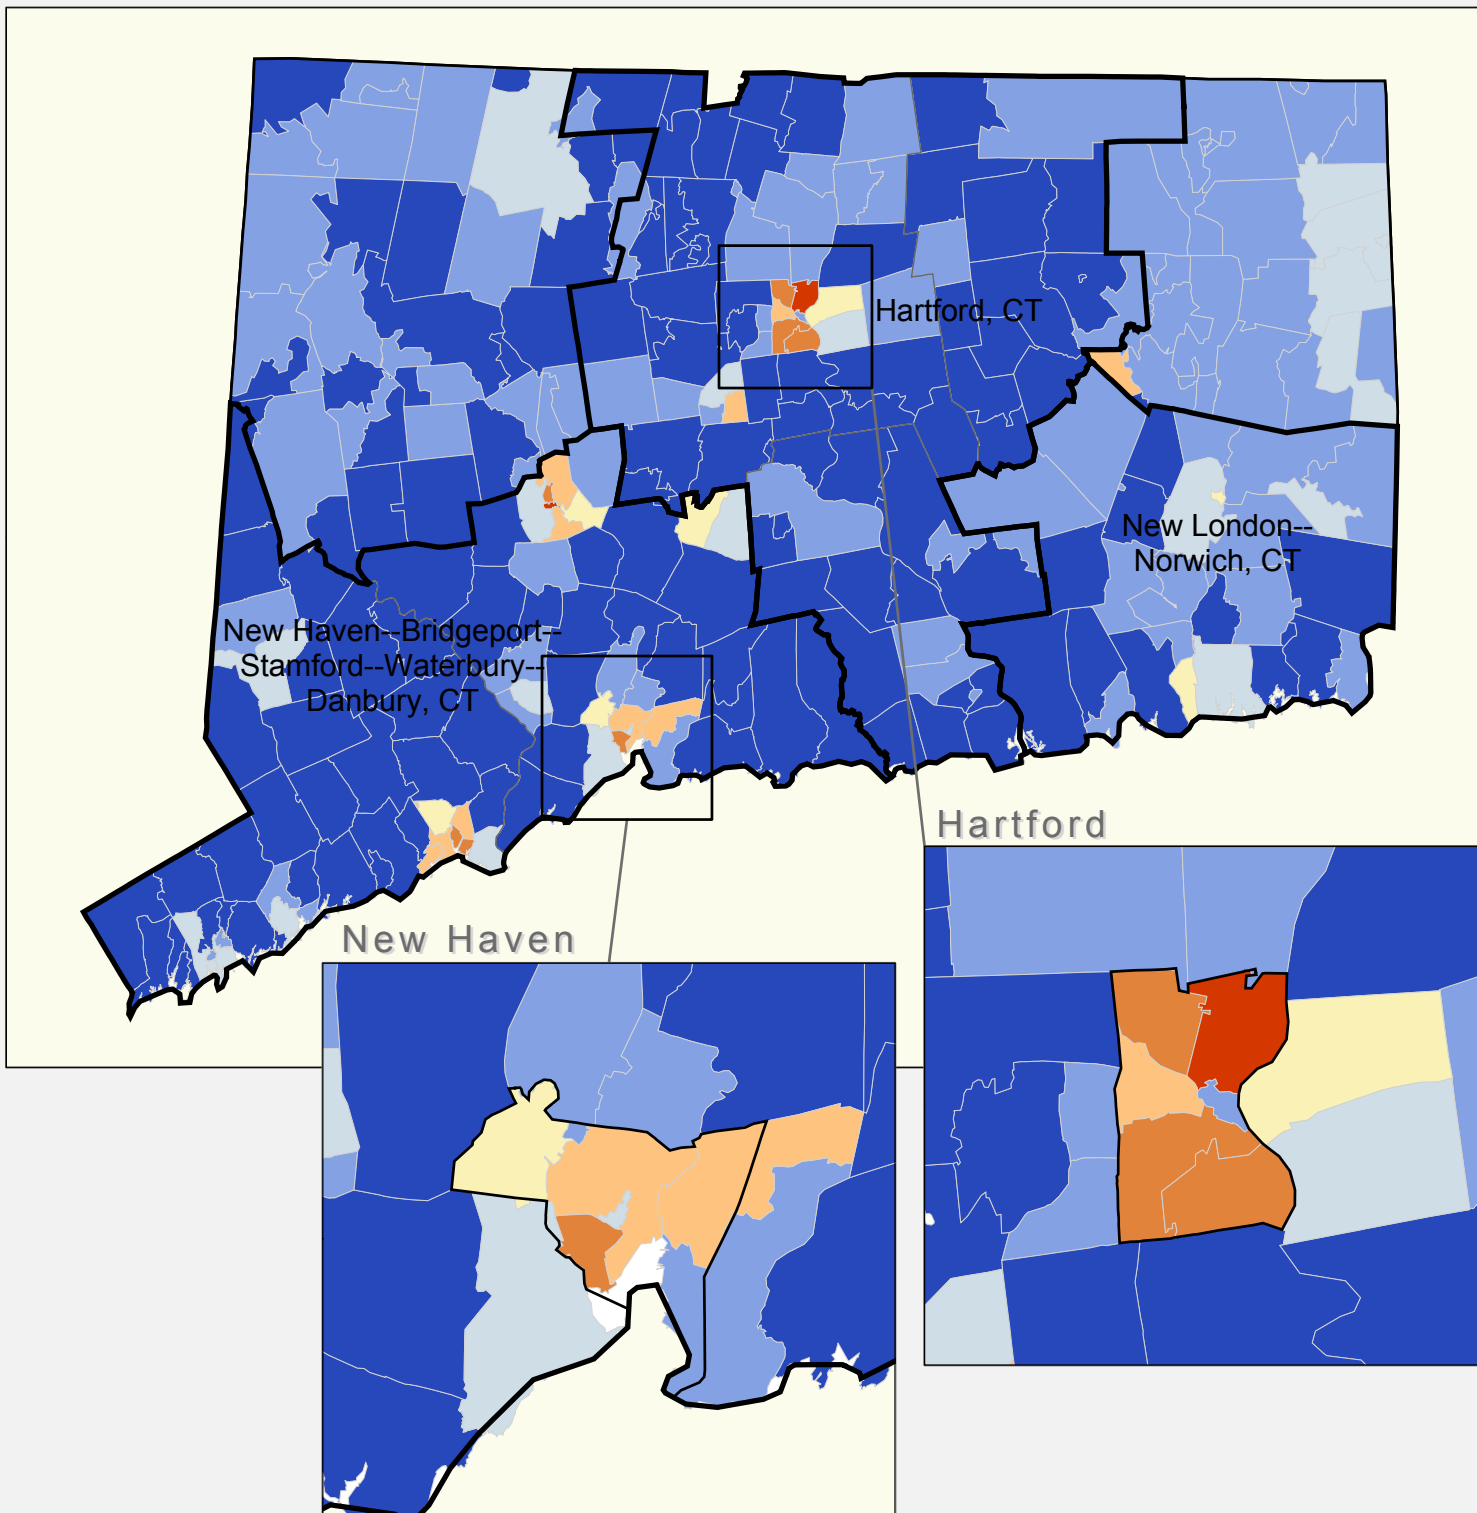 Hartford, CT
New London--
Norwich, CT
New Haven--Bridgeport--
Stamford--Waterbury--
Danbury, CT
Hartford
New Haven